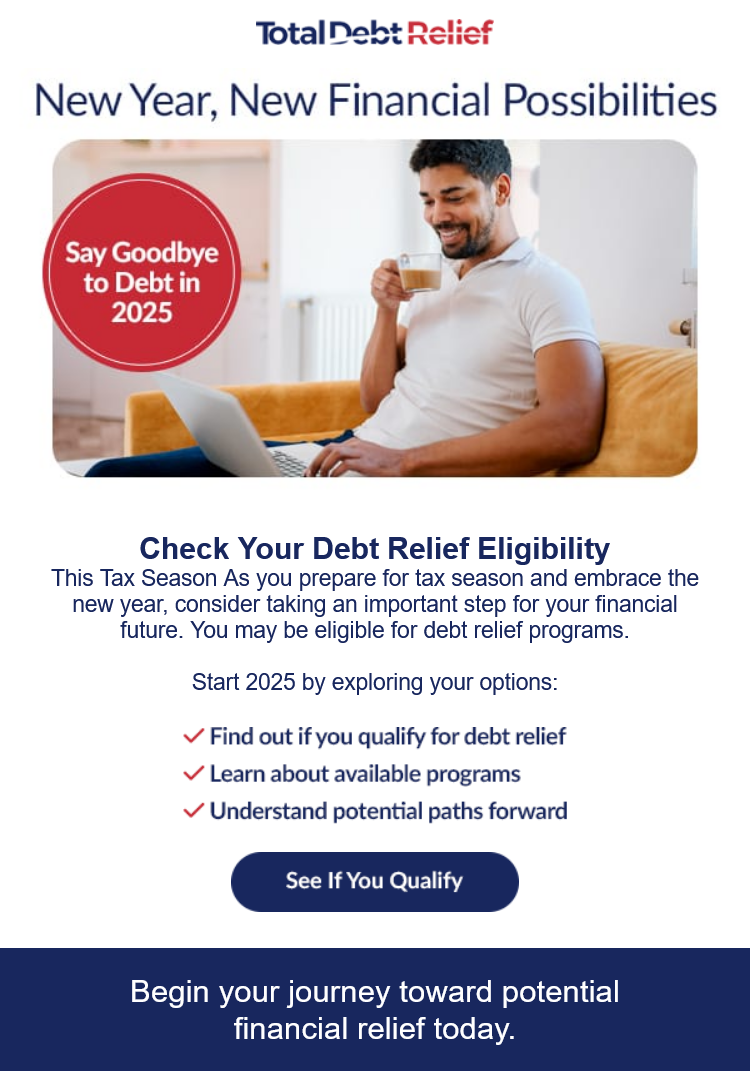 Total Debt Relief
New Year, New Financial Possibilities
Say Goodbye
to Debt in
2025
Check Your Debt Relief Eligibility
This Tax Season As you prepare for tax season and embrace the
new year, consider taking an important step for your financial
future. You may be eligible for debt relief programs.
Start 2025 by exploring your options:
✓ Find out if you qualify for debt relief
✓ Learn about available programs
✓ Understand potential paths forward
See If You Qualify
Begin your journey toward potential
financial relief today.